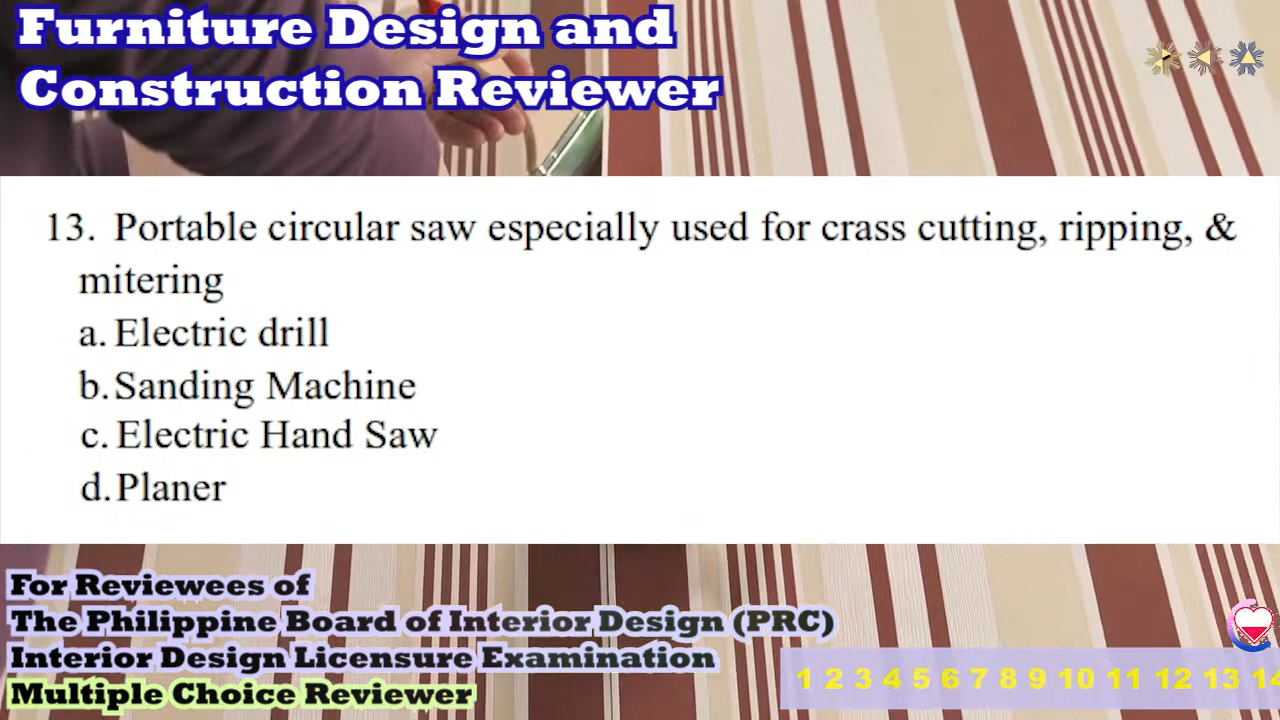 Furniture Design and
Construction Reviewer
13. Portable circular saw especially used for crass cutting, ripping, &
mitering
a. Electric drill
b. Sanding Machine
c. Electric Hand Saw
d. Planer
For Reviewees of
The Philippine Board of Interior Design (PRC)
Interior Design Licensure Examination
Multiple Choice Reviewer
1 2 3 4 5 6 7 8 9 10 11 12 13 14